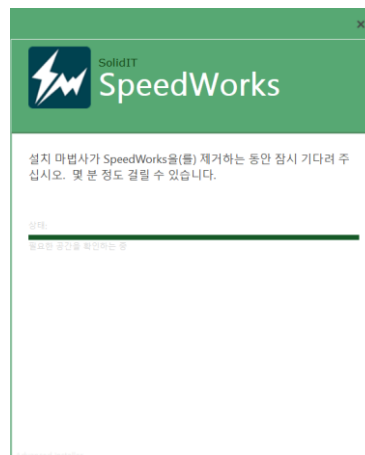 SolidIT
SpeedWorks
설치 마법사가 SpeedWorks을(를) 제거하는 동안 잠시 기다려 주
십시오. 몇 분 정도 걸릴 수 있습니다.
상태:
필요한 공간을 확인하는 중